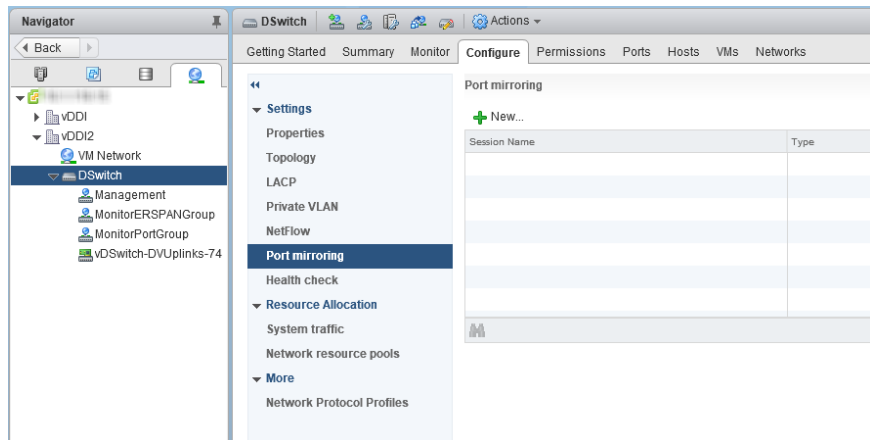 Navigator
Back
vDDI
vDDI2
VM Network
DSwitch
Management
MonitorERSPANGroup
MonitorPortGroup
vDSwitch-DVUplinks-74
DSwitch Actions
Getting Started Summary Monitor Configure Permissions Ports Hosts VMs Networks
Settings
Properties
Topology
LACP
Private VLAN
NetFlow
Port mirroring
Health check
Resource Allocation
System traffic
Network resource pools
More
Network Protocol Profiles
Port mirroring
New...
Session Name Type